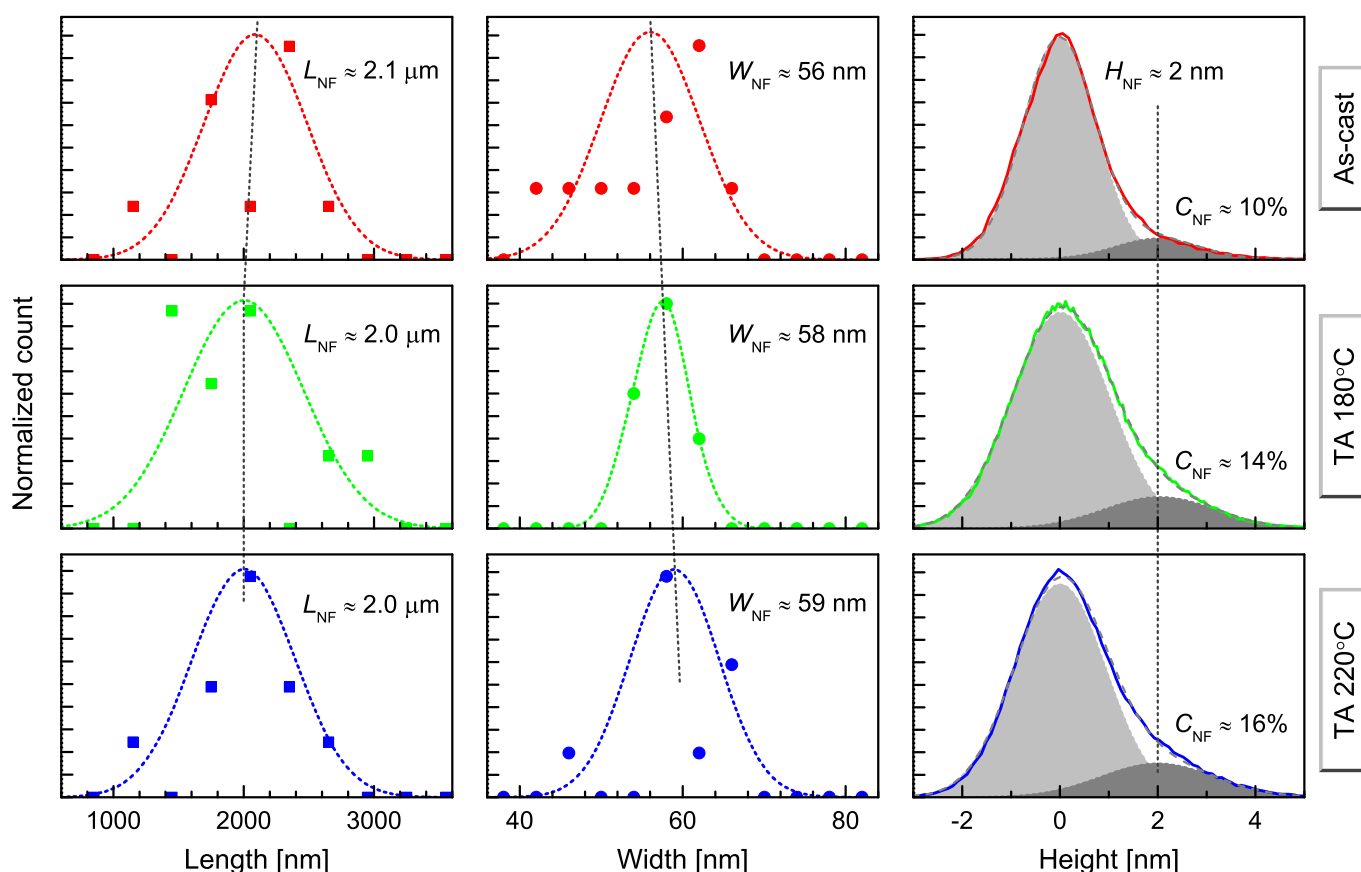 L_NF ≈ 2.1 μm
W_NF ≈ 56 nm
H_NF ≈ 2 nm
C_NF ≈ 10%
As-cast
Normalized count
L_NF ≈ 2.0 μm
W_NF ≈ 58 nm
C_NF ≈ 14%
TA 180°C
L_NF ≈ 2.0 μm
W_NF ≈ 59 nm
C_NF ≈ 16%
TA 220°C
1000 2000 3000
40 60 80
-2 0 2 4
Length [nm]
Width [nm]
Height [nm]